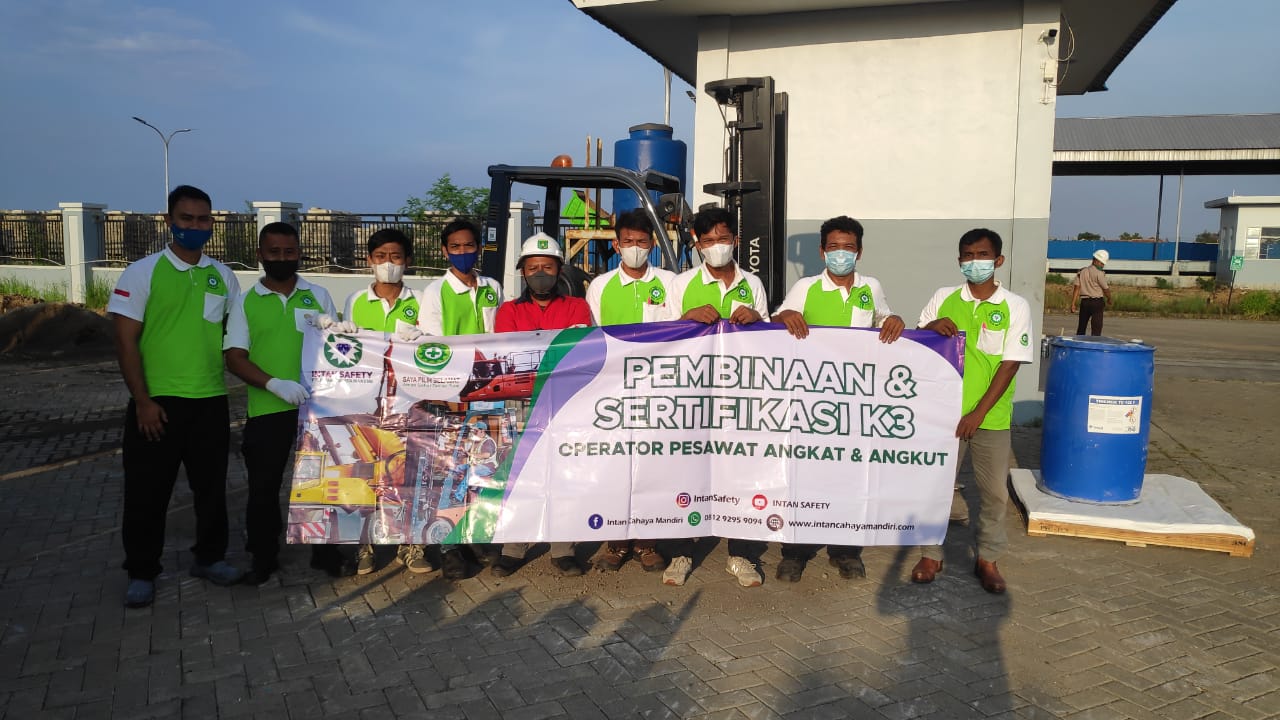 TOYOTA
INTAN SAFETY
SAYA PILIH SELAMAT
PEMBINAAN &
SERTIFIKASI K3
OPERATOR PESAWAT ANGKAT & ANGKUT
IntanSafety INTAN SAFETY
Intan Cahaya Mandiri 0812 9295 9094 www.intancahayamandiri.com